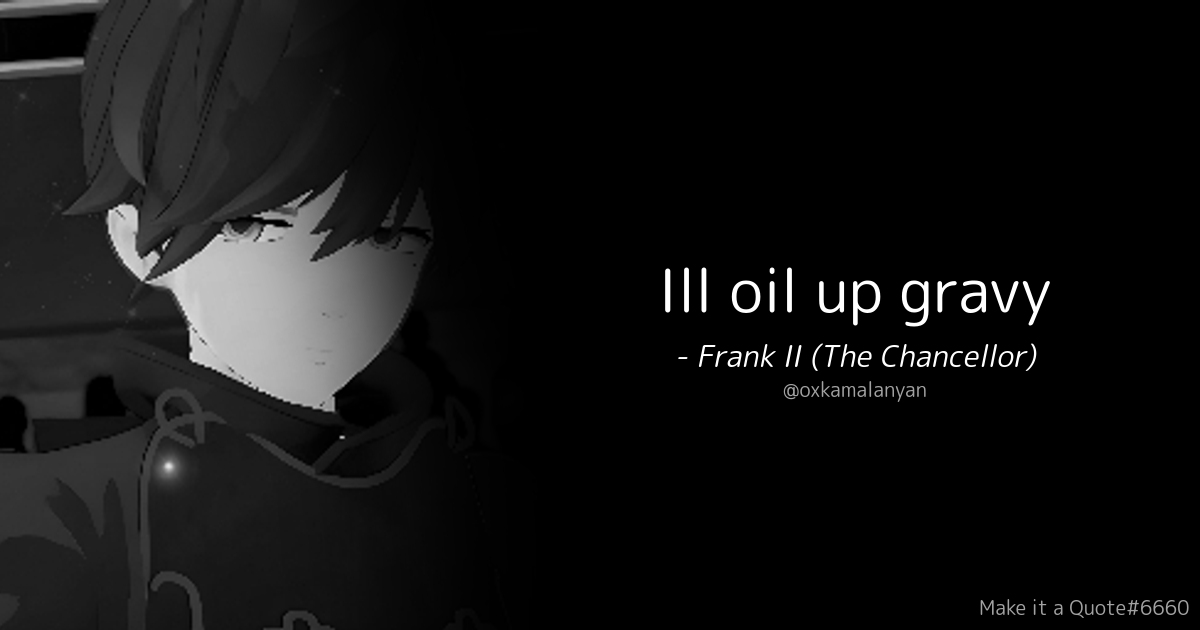 Ill oil up gravy
- Frank II (The Chancellor)
@oxkamalanyan
Make it a Quote#6660